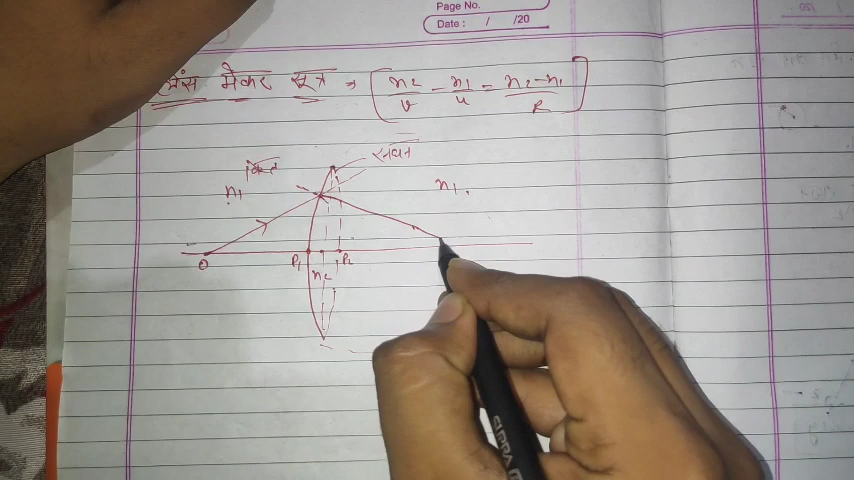 Page No.
Date : / /20
लेंस मेकर सूत्र ⇒ [n2/v - n1/u = n2-n1/R]
n1
n1.
O
P1
P2
n2